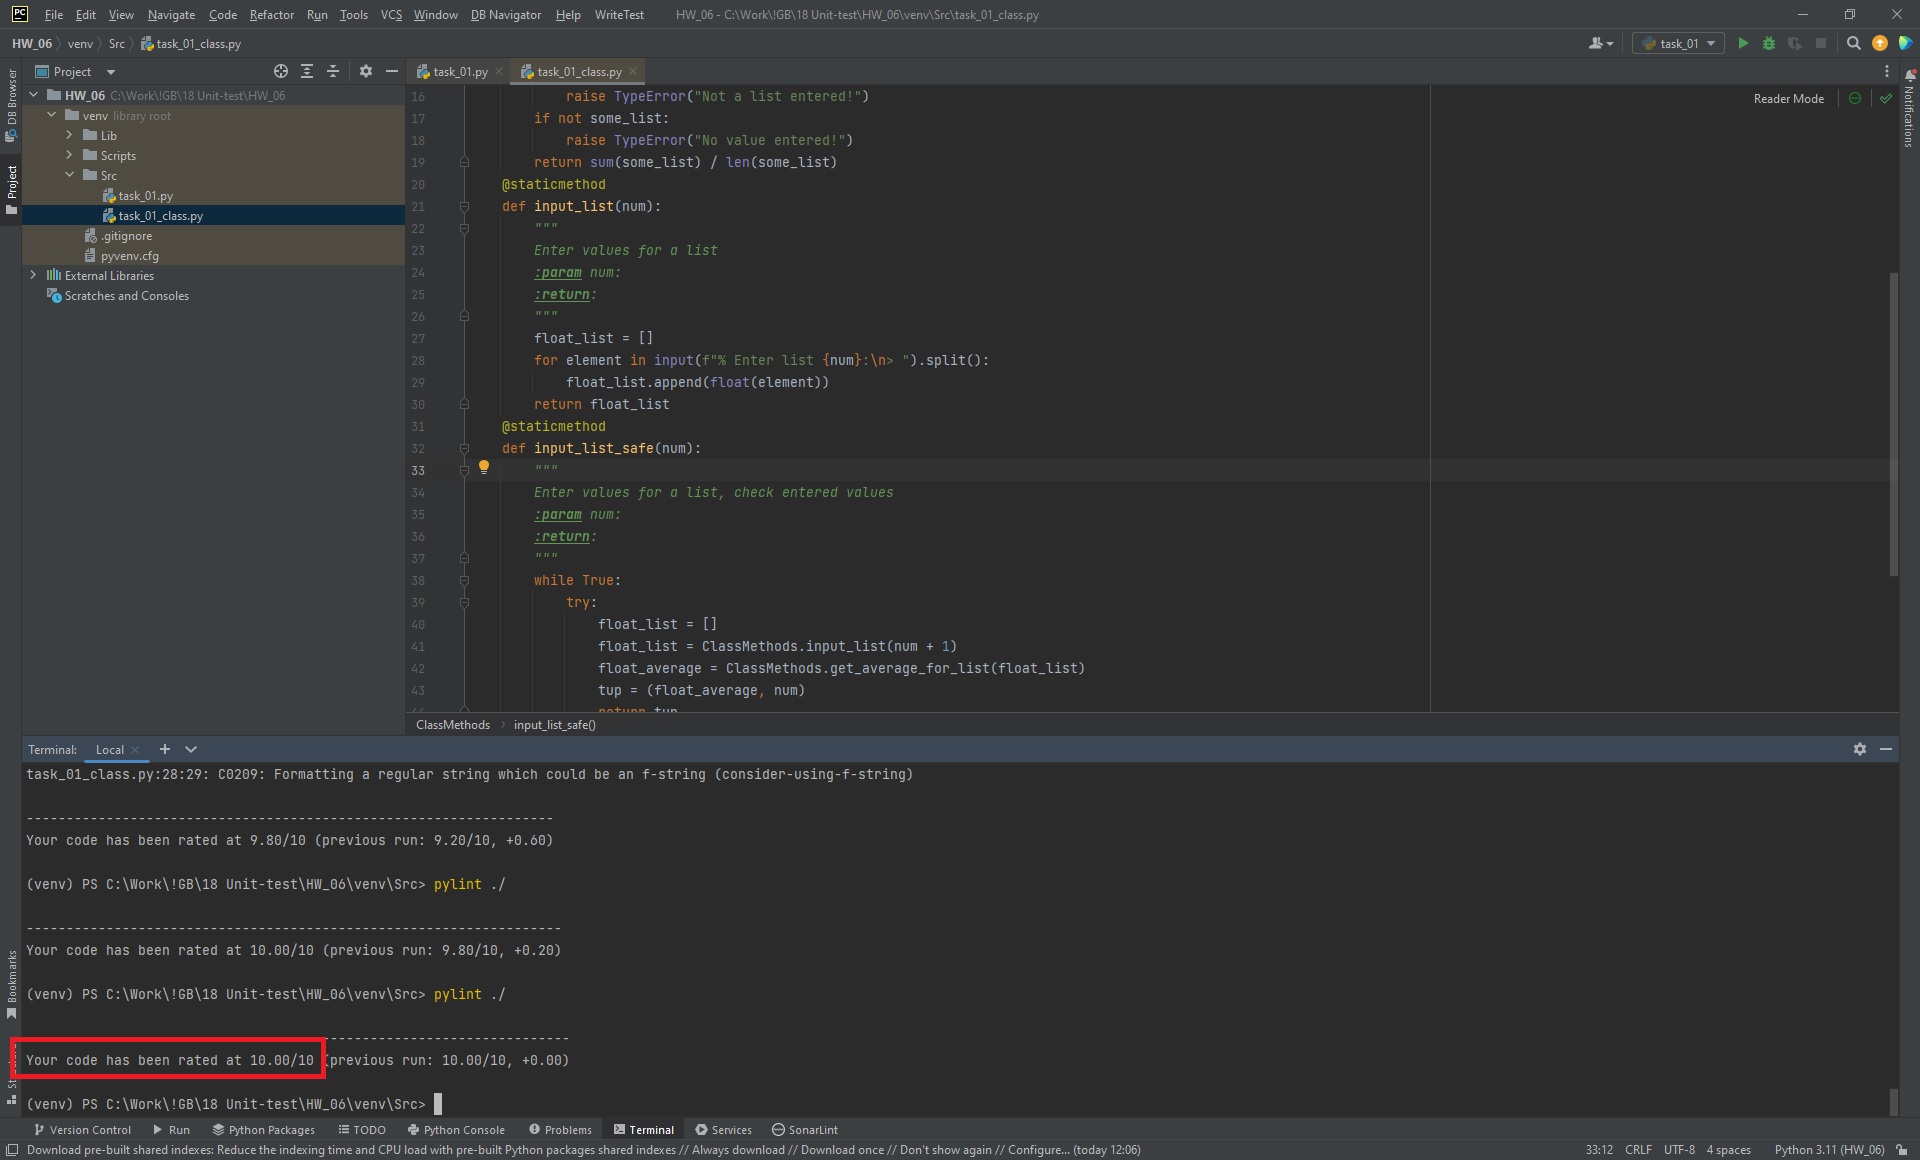 PC File Edit View Navigate Code Refactor Run Tools VCS Window DB Navigator Help WriteTest HW_06 - C:\Work\!GB\18 Unit-test\HW_06\venv\Src\task_01_class.py
HW_06 venv Src task_01_class.py task_01
DB Browser
Project
Bookmarks
Notifications
Project
HW_06 C:\Work\!GB\18 Unit-test\HW_06
venv library root
Lib
Scripts
Src
task_01.py
task_01_class.py
.gitignore
pyvenv.cfg
External Libraries
Scratches and Consoles
task_01.py task_01_class.py
Reader Mode
16 raise TypeError("Not a list entered!")
17 if not some_list:
18 raise TypeError("No value entered!")
19 return sum(some_list) / len(some_list)
20 @staticmethod
21 def input_list(num):
22 """
23 Enter values for a list
24 :param num:
25 :return:
26 """
27 float_list = []
28 for element in input(f"% Enter list {num}:\n> ").split():
29 float_list.append(float(element))
30 return float_list
31 @staticmethod
32 def input_list_safe(num):
33 """
34 Enter values for a list, check entered values
35 :param num:
36 :return:
37 """
38 while True:
39 try:
40 float_list = []
41 float_list = ClassMethods.input_list(num + 1)
42 float_average = ClassMethods.get_average_for_list(float_list)
43 tup = (float_average, num)
return tup
ClassMethods input_list_safe()
Terminal: Local
task_01_class.py:28:29: C0209: Formatting a regular string which could be an f-string (consider-using-f-string)
------------------------------------------------------------------
Your code has been rated at 9.80/10 (previous run: 9.20/10, +0.60)
(venv) PS C:\Work\!GB\18 Unit-test\HW_06\venv\Src> pylint ./
-------------------------------------------------------------------
Your code has been rated at 10.00/10 (previous run: 9.80/10, +0.20)
(venv) PS C:\Work\!GB\18 Unit-test\HW_06\venv\Src> pylint ./
-------------------------------
Your code has been rated at 10.00/10 (previous run: 10.00/10, +0.00)
(venv) PS C:\Work\!GB\18 Unit-test\HW_06\venv\Src>
Version Control Run Python Packages TODO Python Console Problems Terminal Services SonarLint
Download pre-built shared indexes: Reduce the indexing time and CPU load with pre-built Python packages shared indexes // Always download // Download once // Don't show again // Configure... (today 12:06) 33:12 CRLF UTF-8 4 spaces Python 3.11 (HW_06)